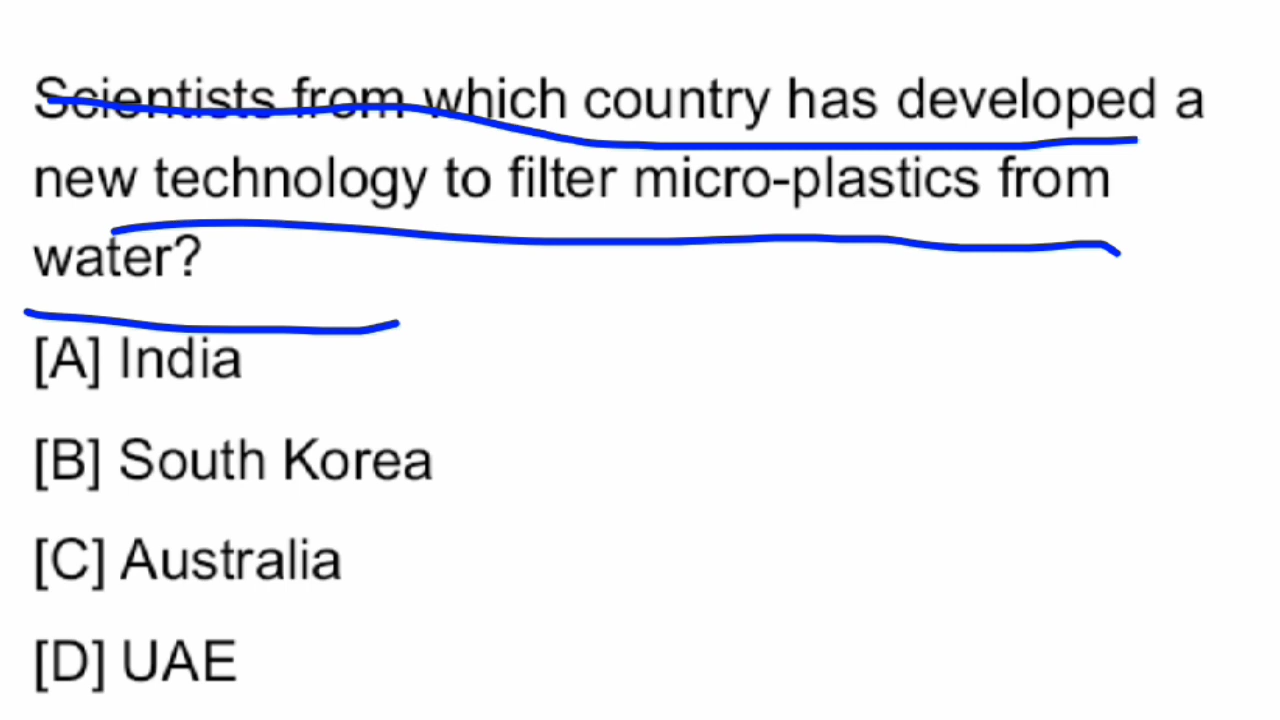 Scientists from which country has developed a
new technology to filter micro-plastics from
water?
[A] India
[B] South Korea
[C] Australia
[D] UAE